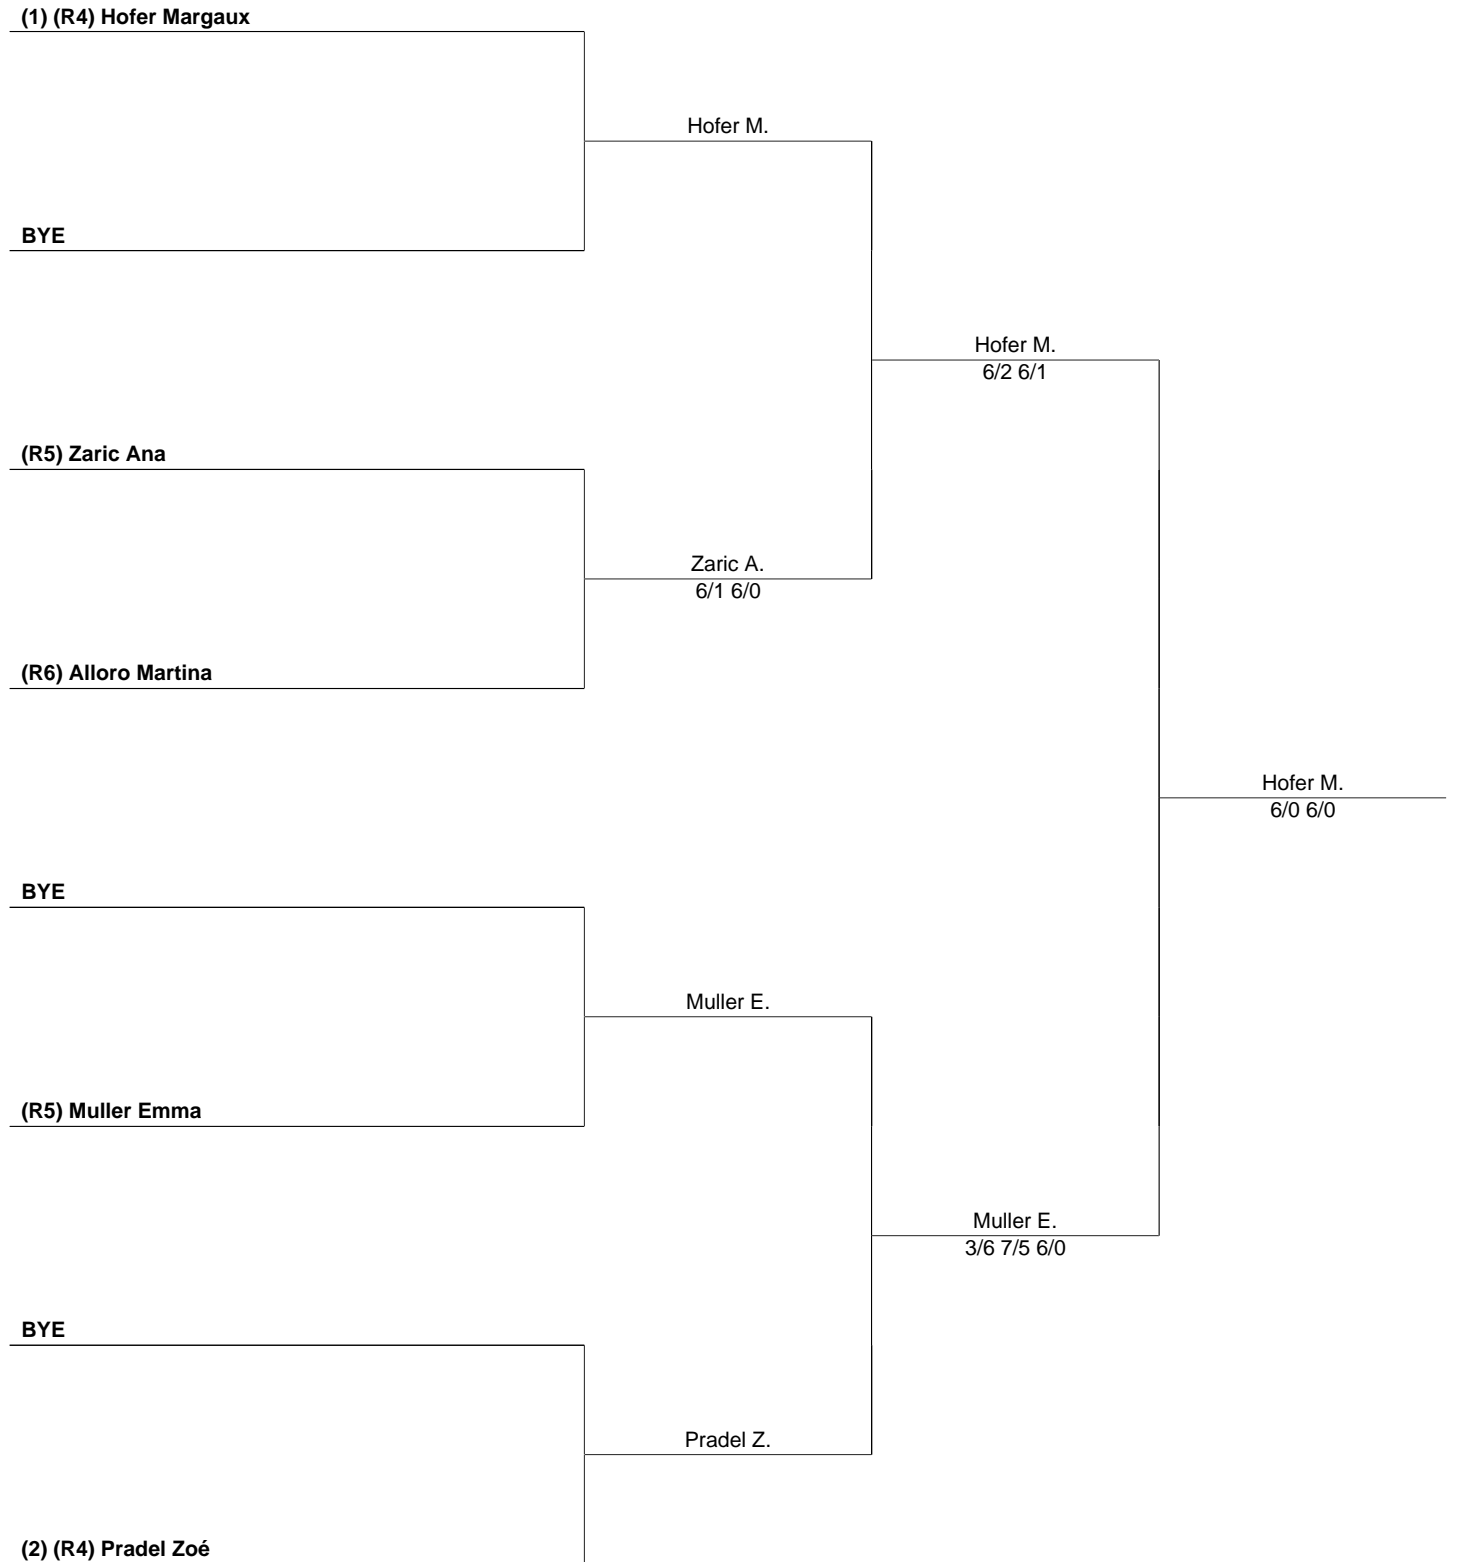 (1) (R4) Hofer Margaux
Hofer M.
BYE
Hofer M.
6/2 6/1
(R5) Zaric Ana
Zaric A.
6/1 6/0
(R6) Alloro Martina
Hofer M.
6/0 6/0
BYE
Muller E.
(R5) Muller Emma
Muller E.
3/6 7/5 6/0
BYE
Pradel Z.
(2) (R4) Pradel Zoé